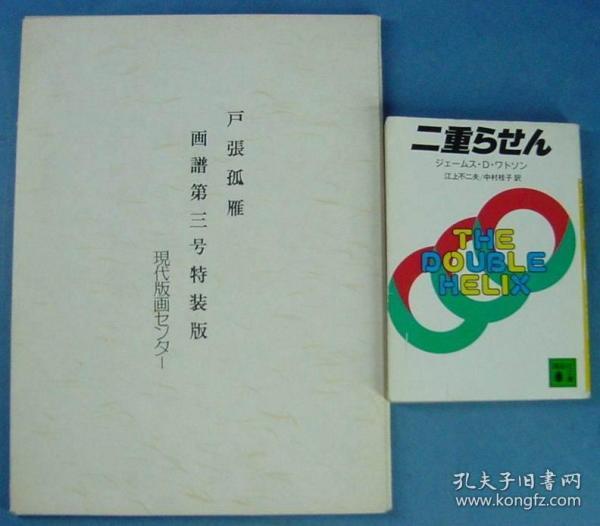 戸張孤雁
画譜第三号特装版
現代版画センター
二重らせん
ジェームス・D・ワトソン
江上不二夫/中村桂子 訳
THE
DOUBLE
HELIX
孔夫子旧书网
www.kongfz.com